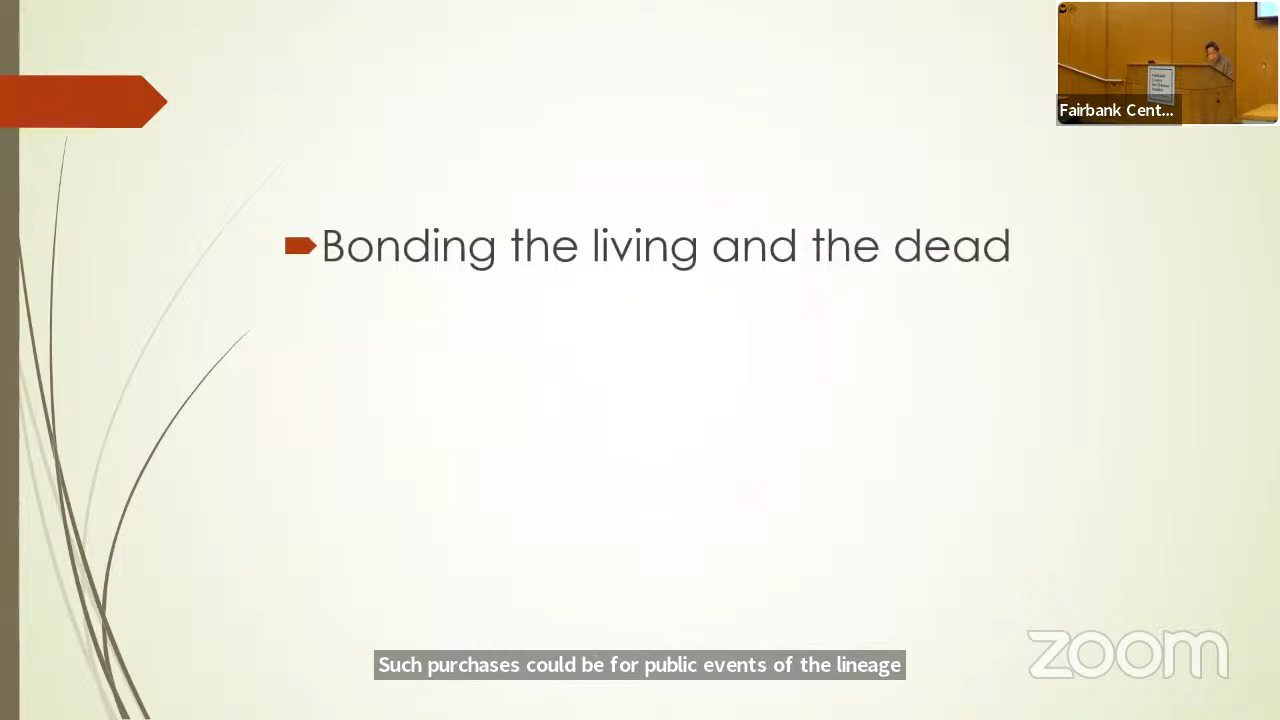 Fairbank Cent...
Bonding the living and the dead
Such purchases could be for public events of the lineage
zoom